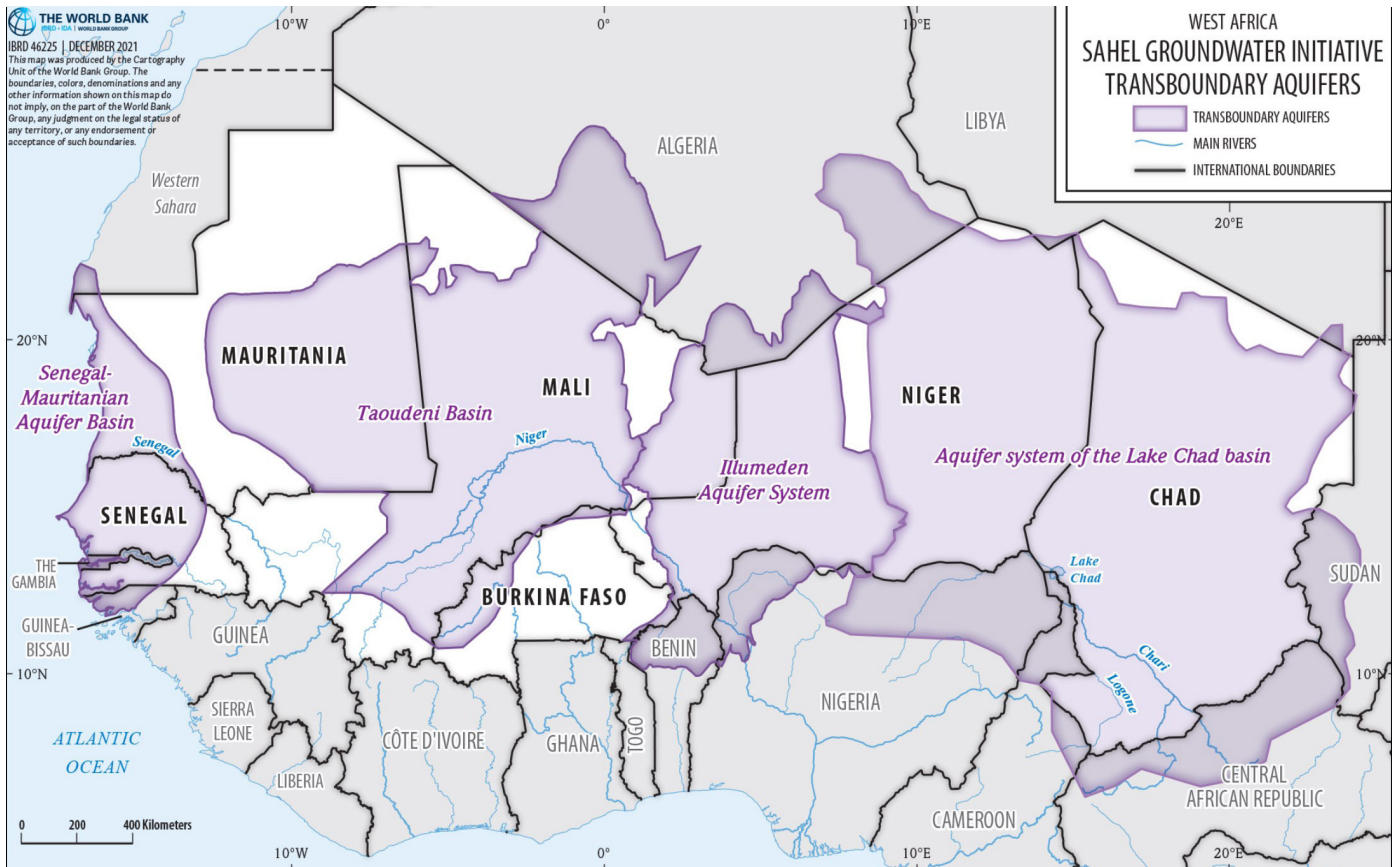 THE WORLD BANK
IBRD • IDA | WORLD BANK GROUP
IBRD 46225 | DECEMBER 2021
This map was produced by the Cartography
Unit of the World Bank Group. The
boundaries, colors, denominations and any
other information shown on this map do
not imply, on the part of the World Bank
Group, any judgment on the legal status of
any territory, or any endorsement or
acceptance of such boundaries.
WEST AFRICA
SAHEL GROUNDWATER INITIATIVE
TRANSBOUNDARY AQUIFERS
TRANSBOUNDARY AQUIFERS
MAIN RIVERS
INTERNATIONAL BOUNDARIES
10°W
0°
10°E
20°E
LIBYA
ALGERIA
Western
Sahara
20°N
20°N
MAURITANIA
MALI
NIGER
Senegal-
Mauritanian
Aquifer Basin
Taoudeni Basin
Senegal
Niger
Illumeden
Aquifer System
Aquifer system of the Lake Chad basin
CHAD
SENEGAL
THE
GAMBIA
Lake
Chad
SUDAN
BURKINA FASO
GUINEA-
BISSAU
GUINEA
BENIN
10°N
10°N
Chari
Logone
NIGERIA
SIERRA
LEONE
CÔTE D'IVOIRE
GHANA
TOGO
ATLANTIC
OCEAN
LIBERIA
CENTRAL
AFRICAN REPUBLIC
CAMEROON
0 200 400 Kilometers
10°W
0°
10°E
20°E